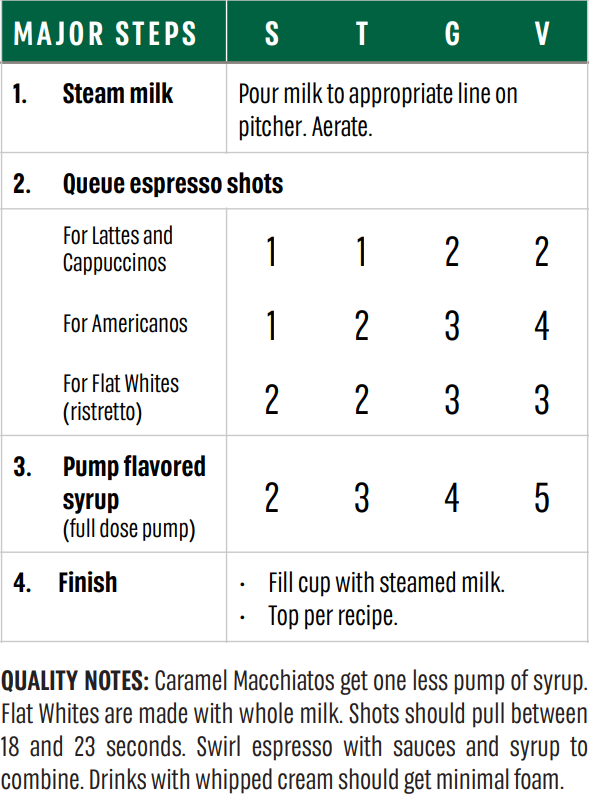 MAJOR STEPS S T G V
1. Steam milk Pour milk to appropriate line on
pitcher. Aerate.
2. Queue espresso shots
For Lattes and
Cappuccinos 1 1 2 2
For Americanos 1 2 3 4
For Flat Whites
(ristretto) 2 2 3 3
3. Pump flavored
syrup 2 3 4 5
(full dose pump)
4. Finish · Fill cup with steamed milk.
· Top per recipe.
QUALITY NOTES: Caramel Macchiatos get one less pump of syrup.
Flat Whites are made with whole milk. Shots should pull between
18 and 23 seconds. Swirl espresso with sauces and syrup to
combine. Drinks with whipped cream should get minimal foam.